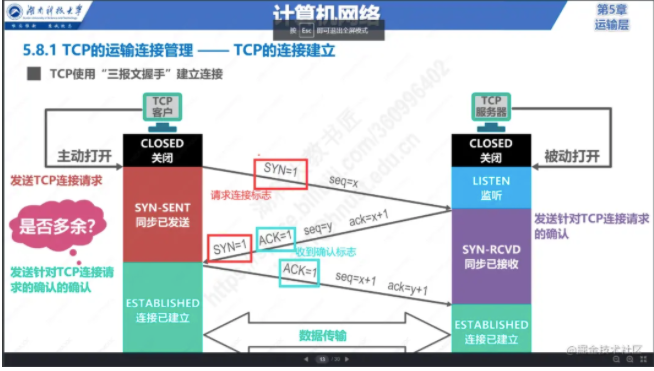 湖南科技大学
计算机网络
第5章
运输层
按 Esc 即可退出全屏模式
5.8.1 TCP的运输连接管理 —— TCP的连接建立
TCP使用“三报文握手”建立连接
TCP
客户
TCP
服务器
CLOSED
关闭
CLOSED
关闭
主动打开
被动打开
发送TCP连接请求
SYN=1
seq=x
请求连接标志
LISTEN
监听
SYN-SENT
同步已发送
是否多余?
SYN=1
ACK=1
seq=y
ack=x+1
收到确认标志
SYN-RCVD
同步已接收
发送针对TCP连接请求
的确认
发送针对TCP连接请
求的确认的确认
ACK=1
seq=x+1
ack=y+1
ESTABLISHED
连接已建立
ESTABLISHED
连接已建立
数据传输
@掘金技术社区